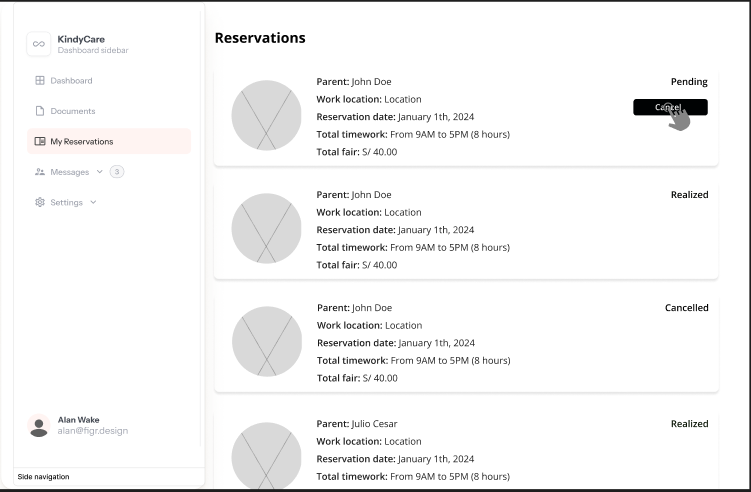 KindyCare
Dashboard sidebar
Dashboard
Documents
My Reservations
Messages 3
Settings
Alan Wake
alan@figr.design
Side navigation
Reservations
Parent: John Doe
Pending
Work location: Location
Cancel
Reservation date: January 1th, 2024
Total timework: From 9AM to 5PM (8 hours)
Total fair: S/ 40.00
Parent: John Doe
Realized
Work location: Location
Reservation date: January 1th, 2024
Total timework: From 9AM to 5PM (8 hours)
Total fair: S/ 40.00
Parent: John Doe
Cancelled
Work location: Location
Reservation date: January 1th, 2024
Total timework: From 9AM to 5PM (8 hours)
Total fair: S/ 40.00
Parent: Julio Cesar
Realized
Work location: Location
Reservation date: January 1th, 2024
Total timework: From 9AM to 5PM (8 hours)